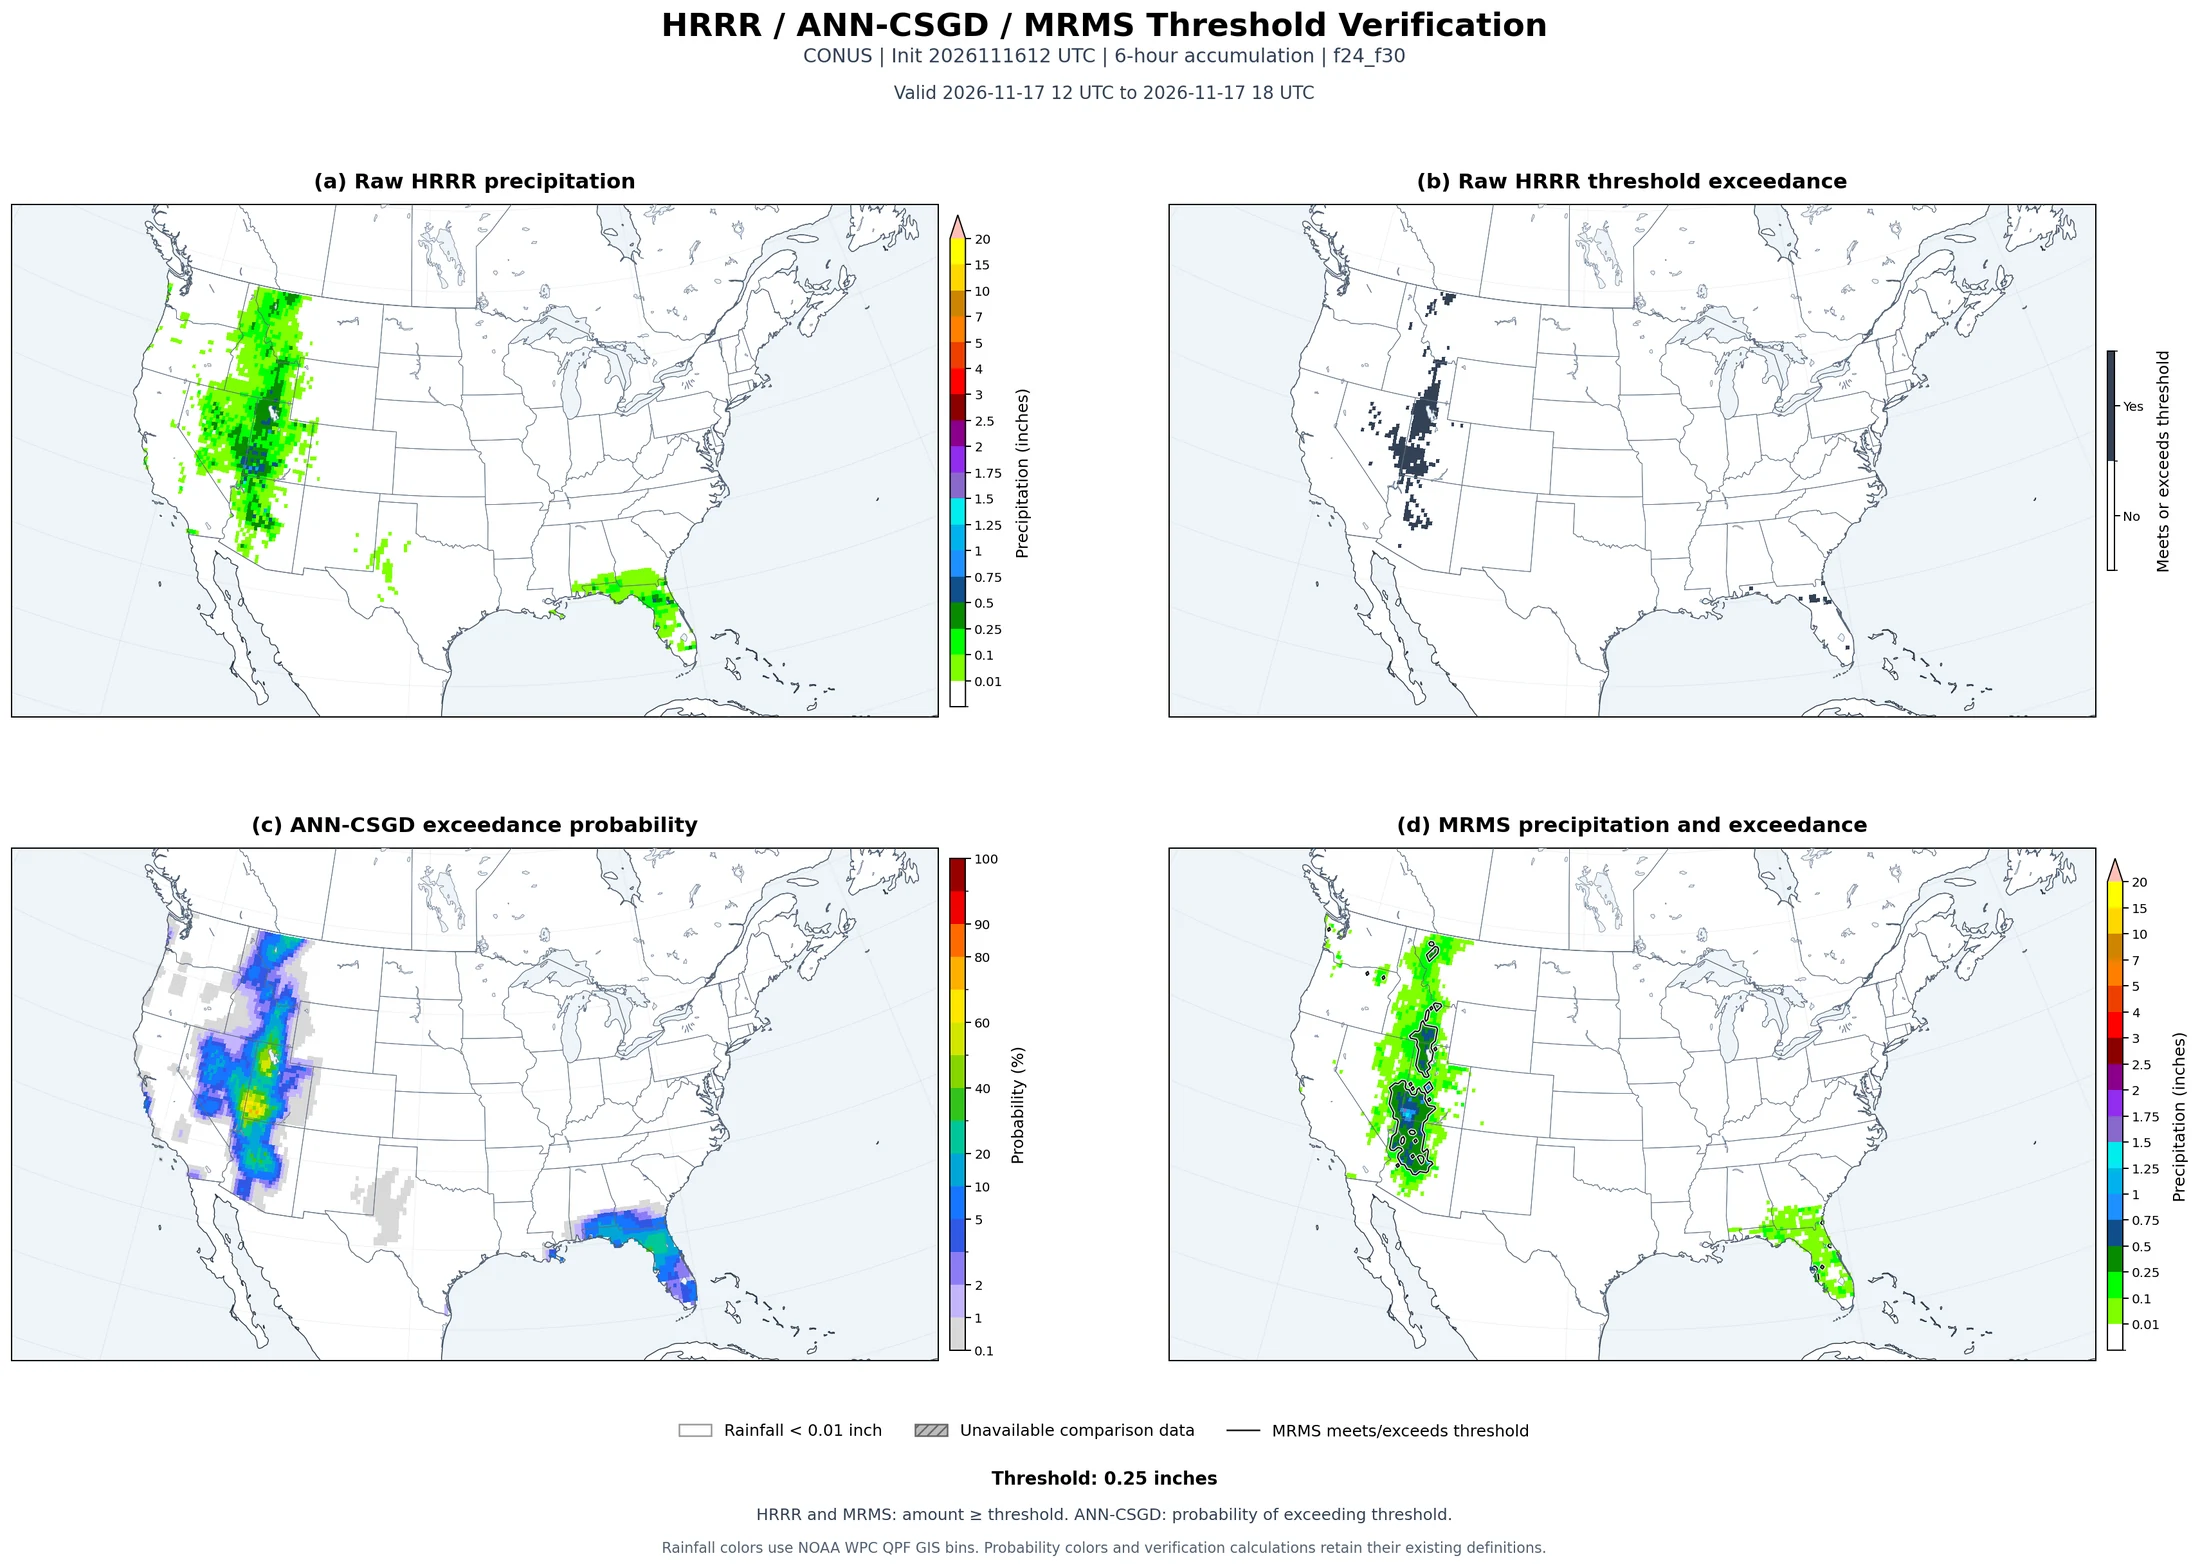 HRRR / ANN-CSGD / MRMS Threshold Verification
CONUS | Init 2026111612 UTC | 6-hour accumulation | f24_f30
Valid 2026-11-17 12 UTC to 2026-11-17 18 UTC
(a) Raw HRRR precipitation
20
15
10
7
5
4
3
2.5
2
1.75
1.5
1.25
1
0.75
0.5
0.25
0.1
0.01
Precipitation (inches)
(b) Raw HRRR threshold exceedance
Yes
No
Meets or exceeds threshold
(c) ANN-CSGD exceedance probability
100
90
80
60
40
20
10
5
2
1
0.1
Probability (%)
(d) MRMS precipitation and exceedance
20
15
10
7
5
4
3
2.5
2
1.75
1.5
1.25
1
0.75
0.5
0.25
0.1
0.01
Precipitation (inches)
Rainfall < 0.01 inch
Unavailable comparison data
MRMS meets/exceeds threshold
Threshold: 0.25 inches
HRRR and MRMS: amount ≥ threshold. ANN-CSGD: probability of exceeding threshold.
Rainfall colors use NOAA WPC QPF GIS bins. Probability colors and verification calculations retain their existing definitions.